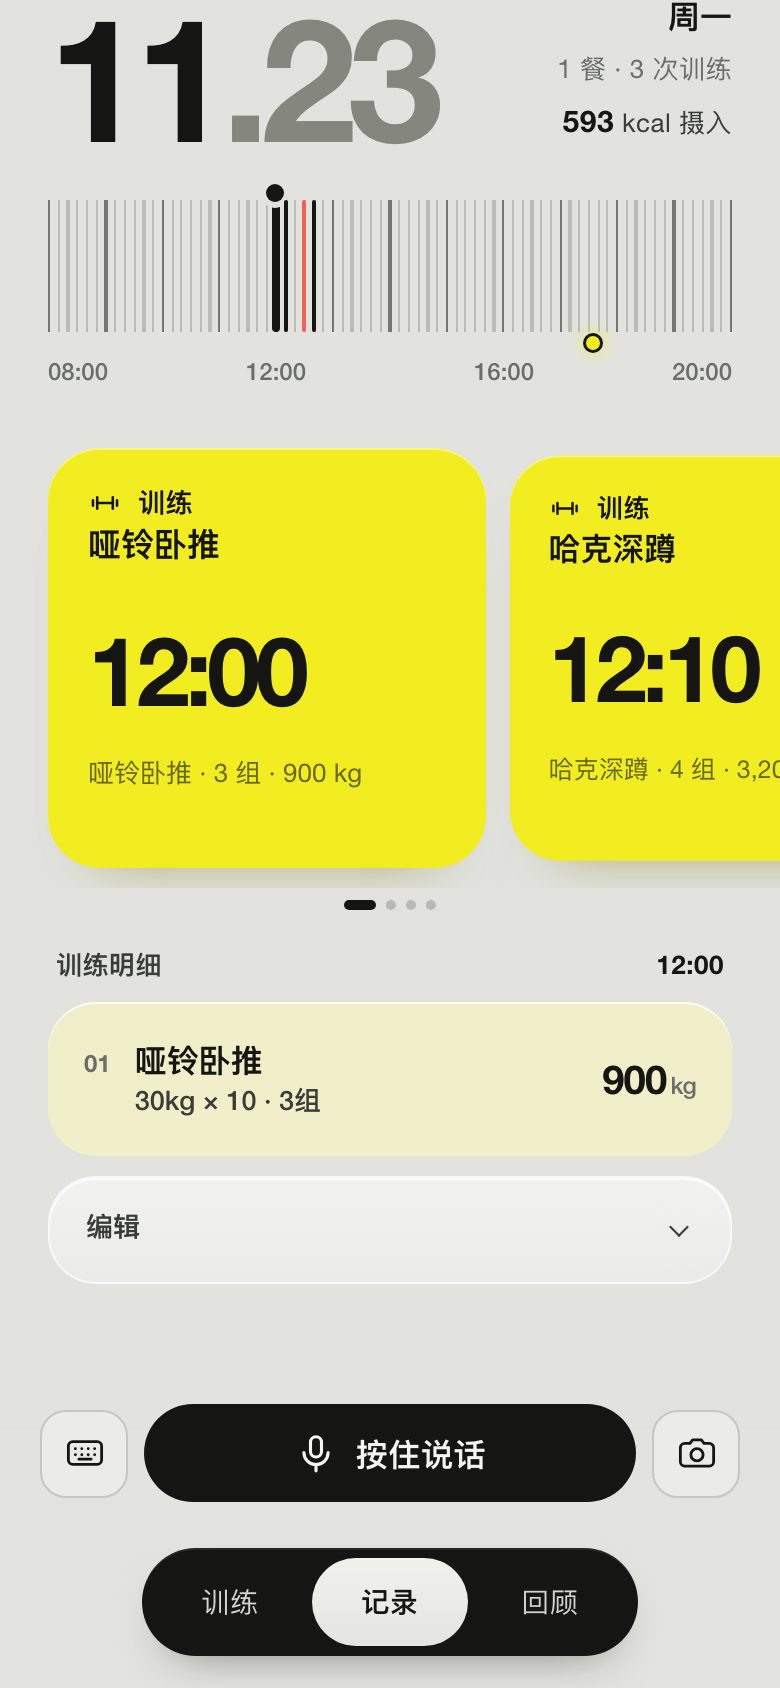 11.23
周一
1 餐 · 3 次训练
593 kcal 摄入
08:00 12:00 16:00 20:00
训练
哑铃卧推
12:00
哑铃卧推 · 3 组 · 900 kg
训练
哈克深蹲
12:10
哈克深蹲 · 4 组 · 3,20
训练明细 12:00
01 哑铃卧推
30kg × 10 · 3组
900 kg
编辑
按住说话
训练 记录 回顾